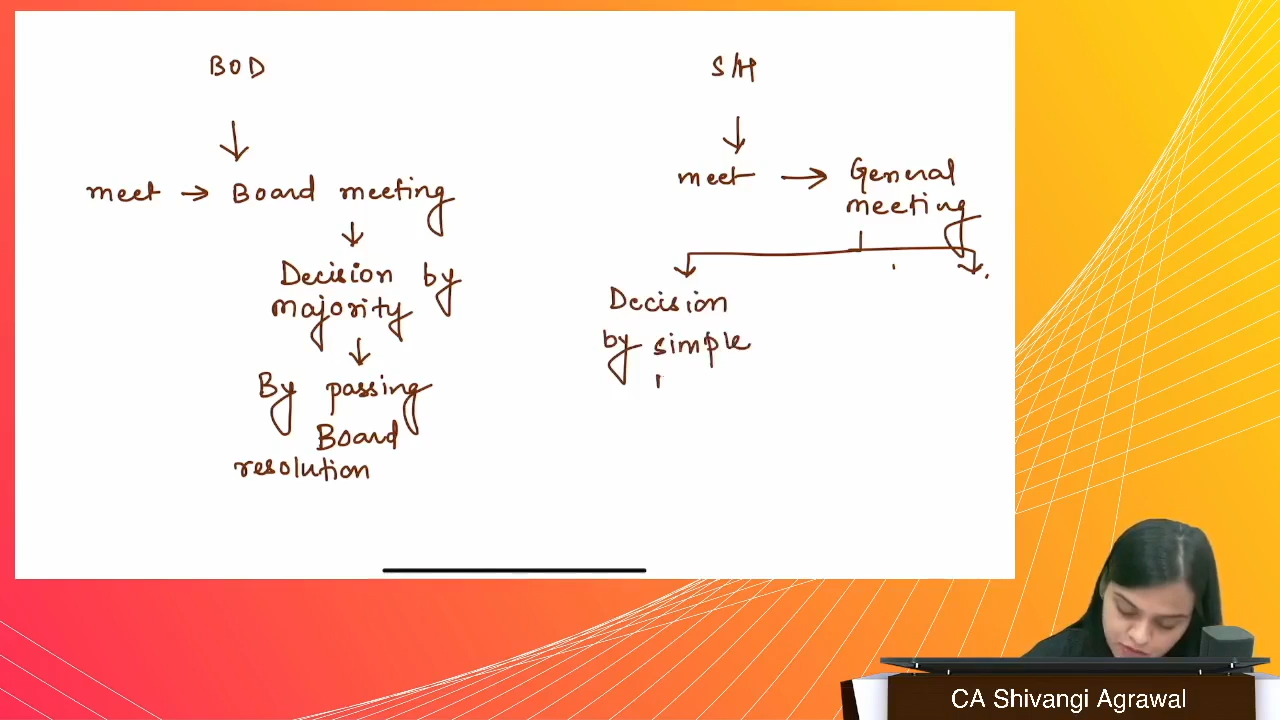 BOD
meet → Board meeting
Decision by
majority
By passing
Board
resolution
S/H
meet → General
meeting
Decision
by simple
CA Shivangi Agrawal